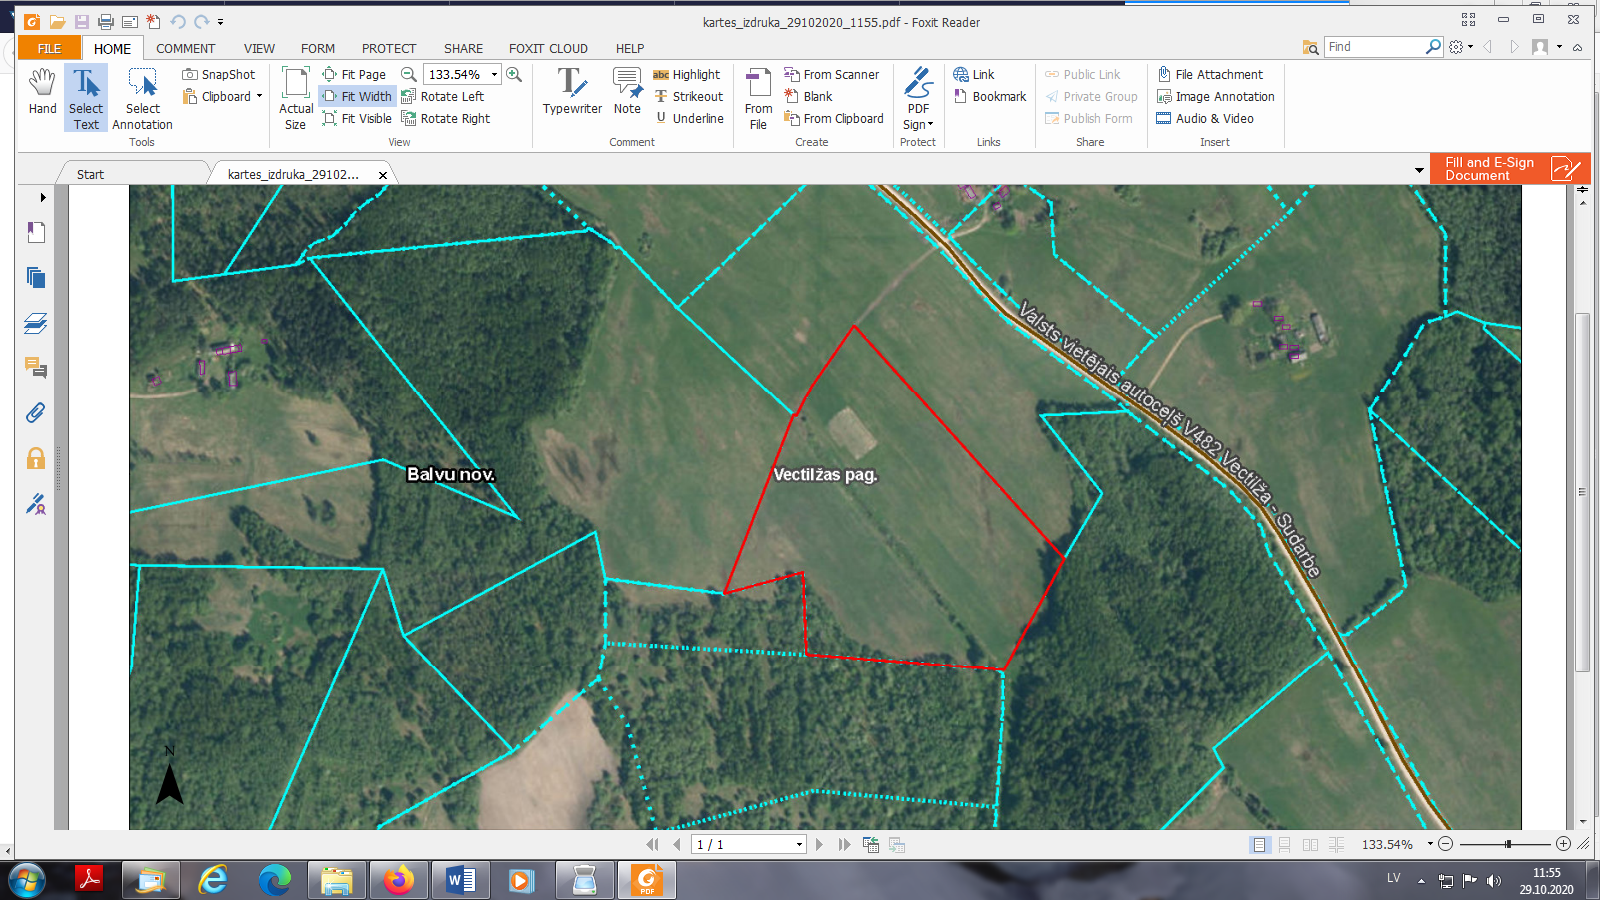 kartes_izdruka_29102020_1155.pdf - Foxit Reader
FILE HOME COMMENT VIEW FORM PROTECT SHARE FOXIT CLOUD HELP
Find
Hand
Select Text
Select Annotation
SnapShot
Clipboard
Tools
Actual Size
Fit Page
Fit Width
Fit Visible
133.54%
Rotate Left
Rotate Right
View
Typewriter
Note
abc Highlight
Strikeout
Underline
Comment
From File
From Scanner
Blank
From Clipboard
Create
PDF Sign
Protect
Link
Bookmark
Links
Public Link
Private Group
Publish Form
Share
File Attachment
Image Annotation
Audio & Video
Insert
Start
kartes_izdruka_29102...
Fill and E-Sign
Document
Valsts vietējais autoceļš V482 Vectilža - Sudarbe
Balvu nov.
Vectilžas pag.
N
1 / 1
133.54%
PDF
LV
11:55
29.10.2020